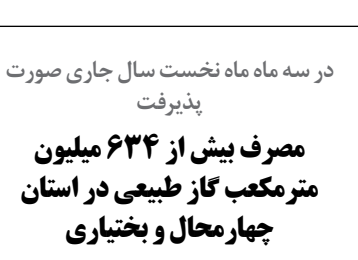 در سه ماه ماه نخست سال جاری صورت
پذیرفت
مصرف بیش از ۶۳۴ میلیون
مترمکعب گاز طبیعی در استان
چهارمحال و بختیاری